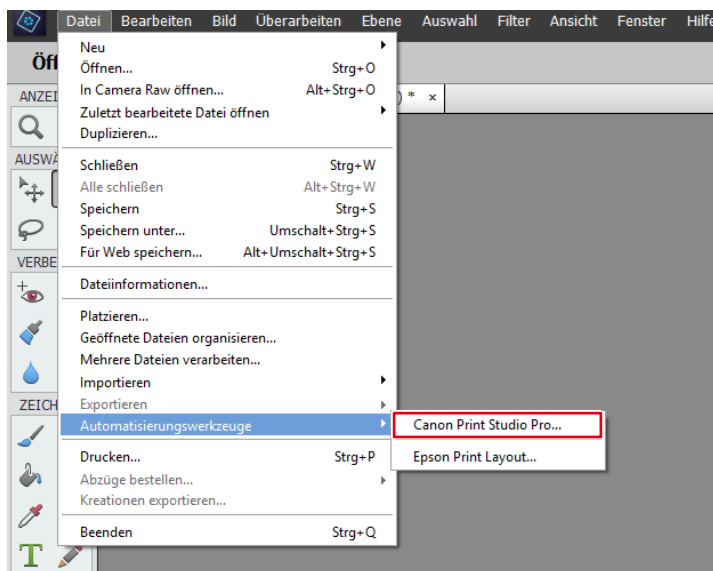 Datei Bearbeiten Bild Überarbeiten Ebene Auswahl Filter Ansicht Fenster Hilfe
Öff
ANZEI
) * ×
AUSWÄ
VERBE
ZEICH
T
Neu
Öffnen... Strg+O
In Camera Raw öffnen... Alt+Strg+O
Zuletzt bearbeitete Datei öffnen
Duplizieren...
Schließen Strg+W
Alle schließen Alt+Strg+W
Speichern Strg+S
Speichern unter... Umschalt+Strg+S
Für Web speichern... Alt+Umschalt+Strg+S
Dateiinformationen...
Platzieren...
Geöffnete Dateien organisieren...
Mehrere Dateien verarbeiten...
Importieren
Exportieren
Automatisierungswerkzeuge
Canon Print Studio Pro...
Epson Print Layout...
Drucken... Strg+P
Abzüge bestellen...
Kreationen exportieren...
Beenden Strg+Q